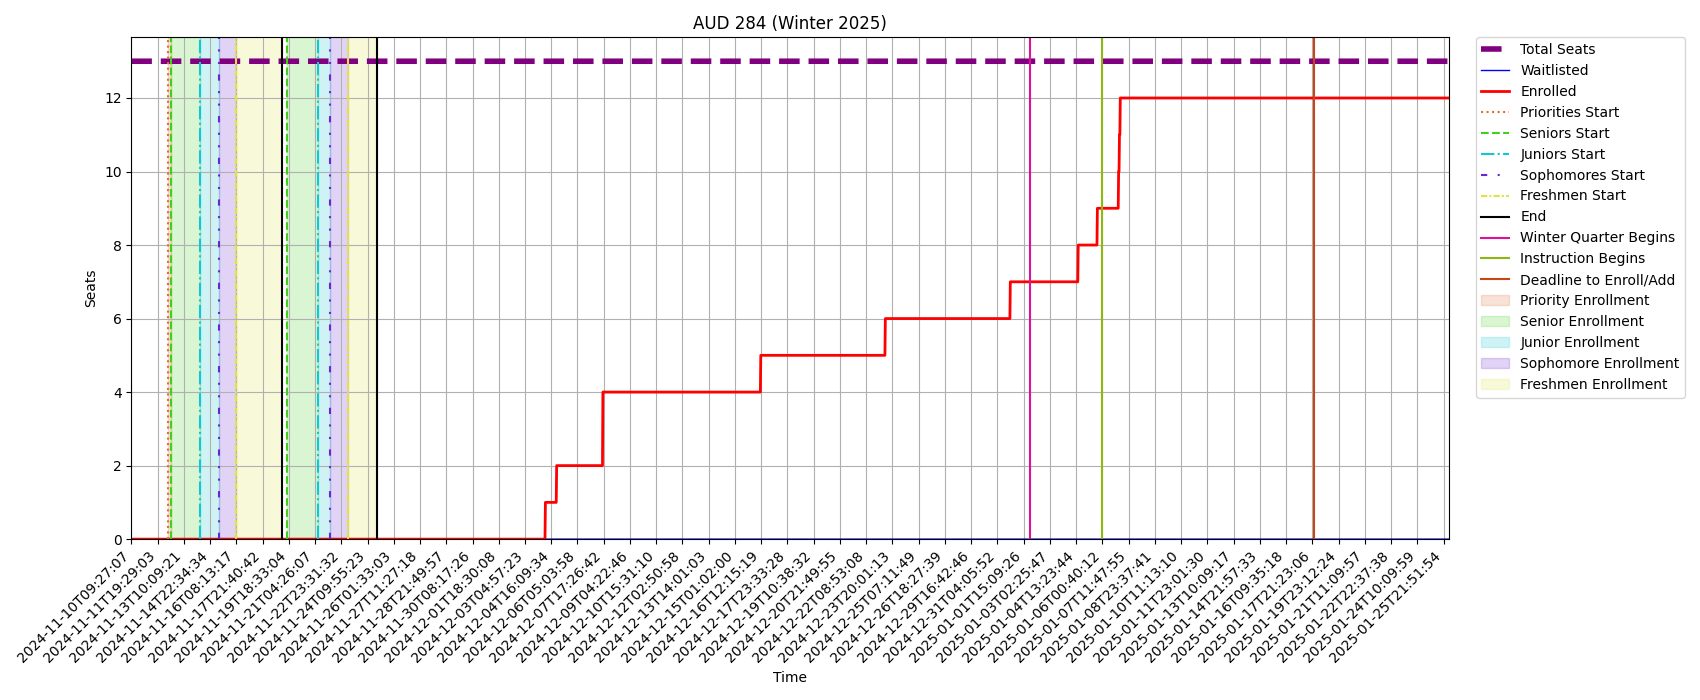 AUD 284 (Winter 2025)
Seats
12
10
8
6
4
2
0
2024-11-10T09:27:07
2024-11-11T19:29:03
2024-11-13T10:09:21
2024-11-14T22:34:34
2024-11-16T08:13:17
2024-11-17T21:40:42
2024-11-19T18:33:04
2024-11-21T04:26:07
2024-11-22T23:31:32
2024-11-24T09:55:23
2024-11-26T01:33:03
2024-11-27T11:27:18
2024-11-28T21:49:57
2024-11-30T08:17:26
2024-12-01T18:30:08
2024-12-03T04:57:23
2024-12-04T16:09:34
2024-12-06T05:03:58
2024-12-07T17:26:42
2024-12-09T04:22:46
2024-12-10T15:31:10
2024-12-12T02:50:58
2024-12-13T14:01:03
2024-12-15T01:02:00
2024-12-16T12:15:19
2024-12-17T23:33:28
2024-12-19T10:38:32
2024-12-20T21:49:55
2024-12-22T08:53:08
2024-12-23T20:01:13
2024-12-25T07:11:49
2024-12-26T18:27:39
2024-12-29T16:42:46
2024-12-31T04:05:52
2025-01-01T15:09:26
2025-01-03T02:25:47
2025-01-04T13:23:44
2025-01-06T00:40:12
2025-01-07T11:47:55
2025-01-08T23:37:41
2025-01-10T11:13:10
2025-01-11T23:01:30
2025-01-13T10:09:17
2025-01-14T21:57:33
2025-01-16T09:35:18
2025-01-17T21:23:06
2025-01-19T23:12:24
2025-01-21T11:09:57
2025-01-22T22:37:38
2025-01-24T10:09:59
2025-01-25T21:51:54
Time
Total Seats
Waitlisted
Enrolled
Priorities Start
Seniors Start
Juniors Start
Sophomores Start
Freshmen Start
End
Winter Quarter Begins
Instruction Begins
Deadline to Enroll/Add
Priority Enrollment
Senior Enrollment
Junior Enrollment
Sophomore Enrollment
Freshmen Enrollment